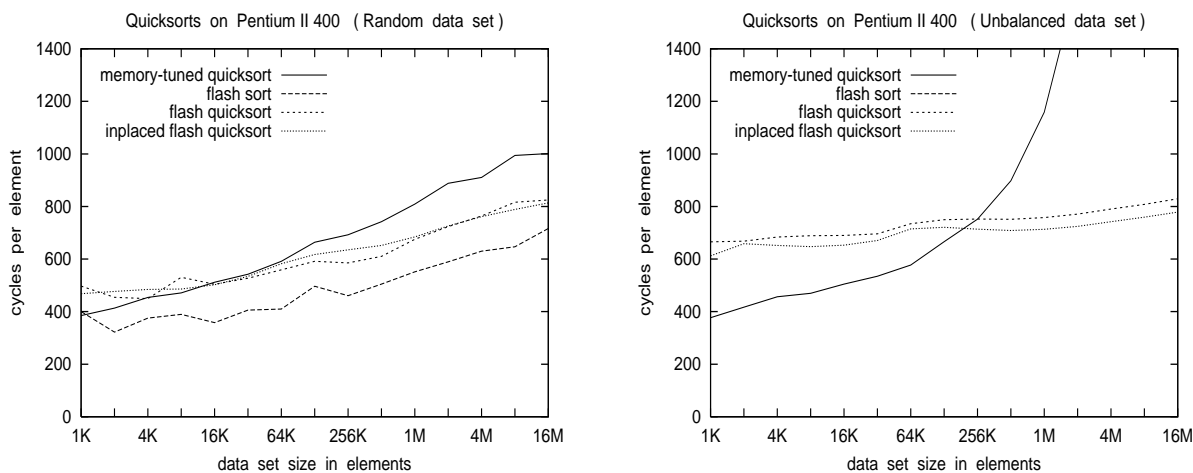 Quicksorts on Pentium II 400 ( Random data set )
1400
1200
1000
800
600
400
200
0
cycles per element
memory-tuned quicksort
flash sort
flash quicksort
inplaced flash quicksort
1K 4K 16K 64K 256K 1M 4M 16M
data set size in elements
Quicksorts on Pentium II 400 ( Unbalanced data set )
1400
1200
1000
800
600
400
200
0
cycles per element
memory-tuned quicksort
flash sort
flash quicksort
inplaced flash quicksort
1K 4K 16K 64K 256K 1M 4M 16M
data set size in elements